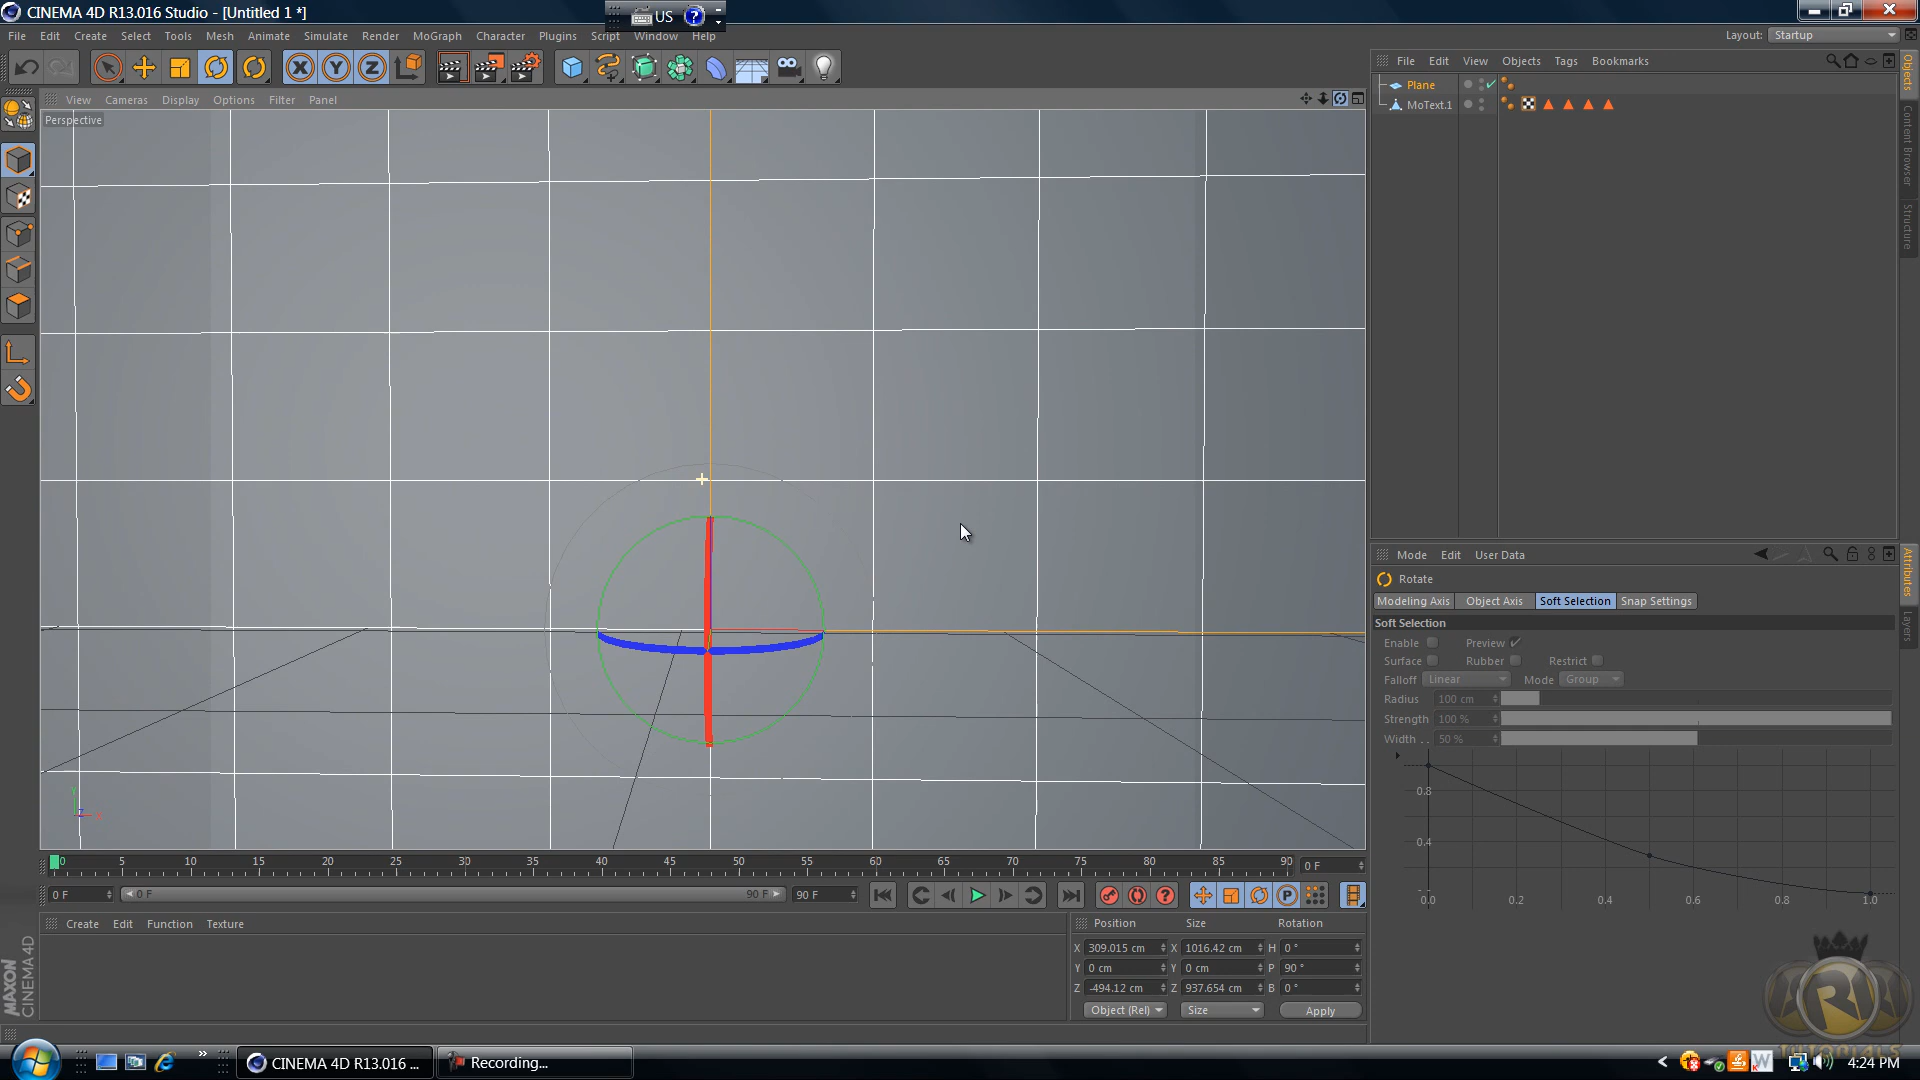 CINEMA 4D R13.016 Studio - [Untitled 1 *]
US
File Edit Create Select Tools Mesh Animate Simulate Render MoGraph Character Plugins Script Window Help
Layout: Startup
View Cameras Display Options Filter Panel
Perspective
File Edit View Objects Tags Bookmarks
Plane
MoText.1
Objects
Content Browser
Structure
Mode Edit User Data
Rotate
Modeling Axis Object Axis Soft Selection Snap Settings
Soft Selection
Enable Preview
Surface Rubber Restrict
Falloff Linear Mode Group
Radius 100 cm
Strength 100 %
Width . . 50 %
0.8
0.4
0.0 0.2 0.4 0.6 0.8 1.0
Attributes
Layers
Y
Z
0 5 10 15 20 25 30 35 40 45 50 55 60 65 70 75 80 85 90
0 F
0 F 0 F 90 F 90 F
Create Edit Function Texture
Position Size Rotation
X 309.015 cm X 1016.42 cm H 0 °
Y 0 cm Y 0 cm P 90 °
Z -494.12 cm Z 937.654 cm B 0 °
Object (Rel) Size Apply
MAXON
CINEMA 4D
TUTORIALS
CINEMA 4D R13.016 ...
Recording...
4:24 PM